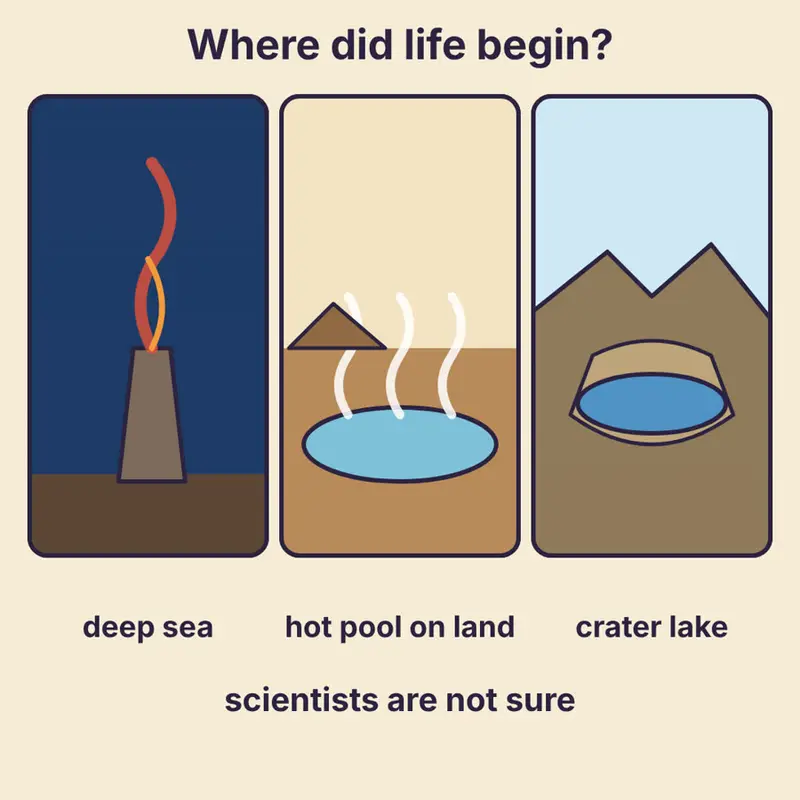 Where did life begin?
deep sea
hot pool on land
crater lake
scientists are not sure